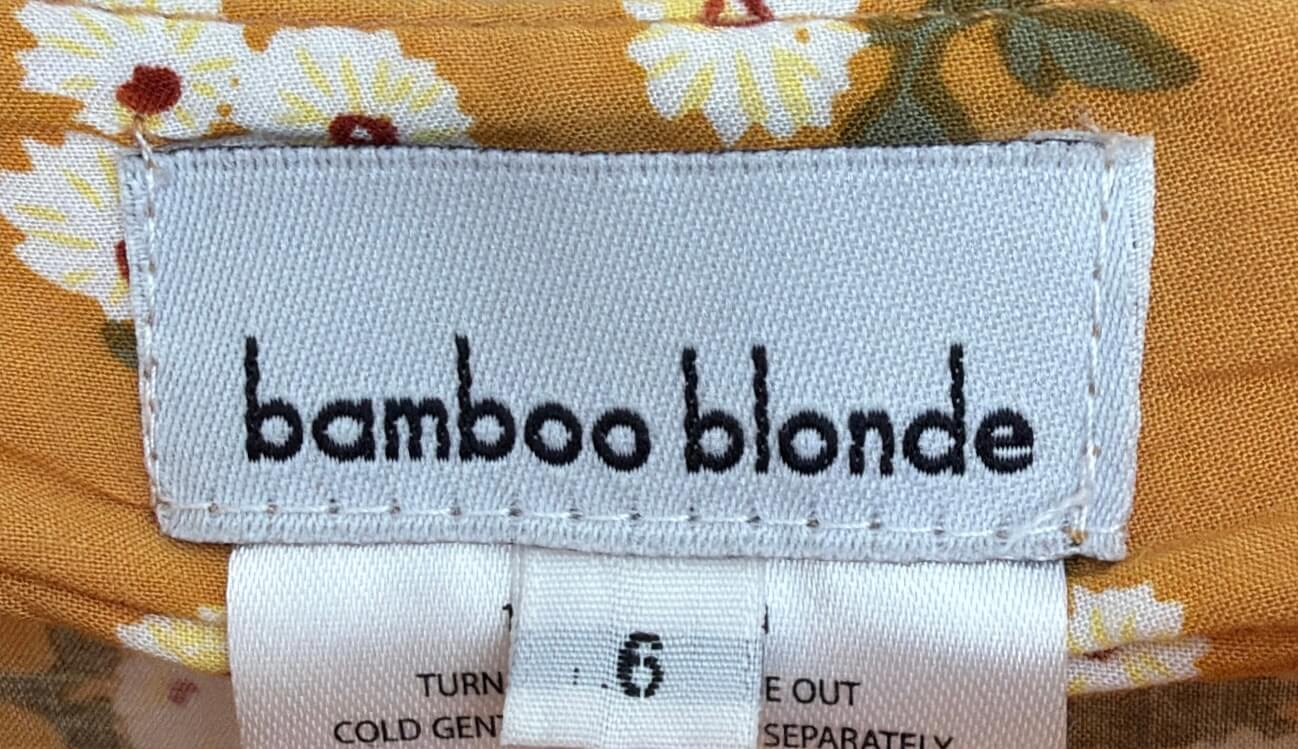 bamboo blonde
6
TURN E OUT
COLD GENT SEPARATELY